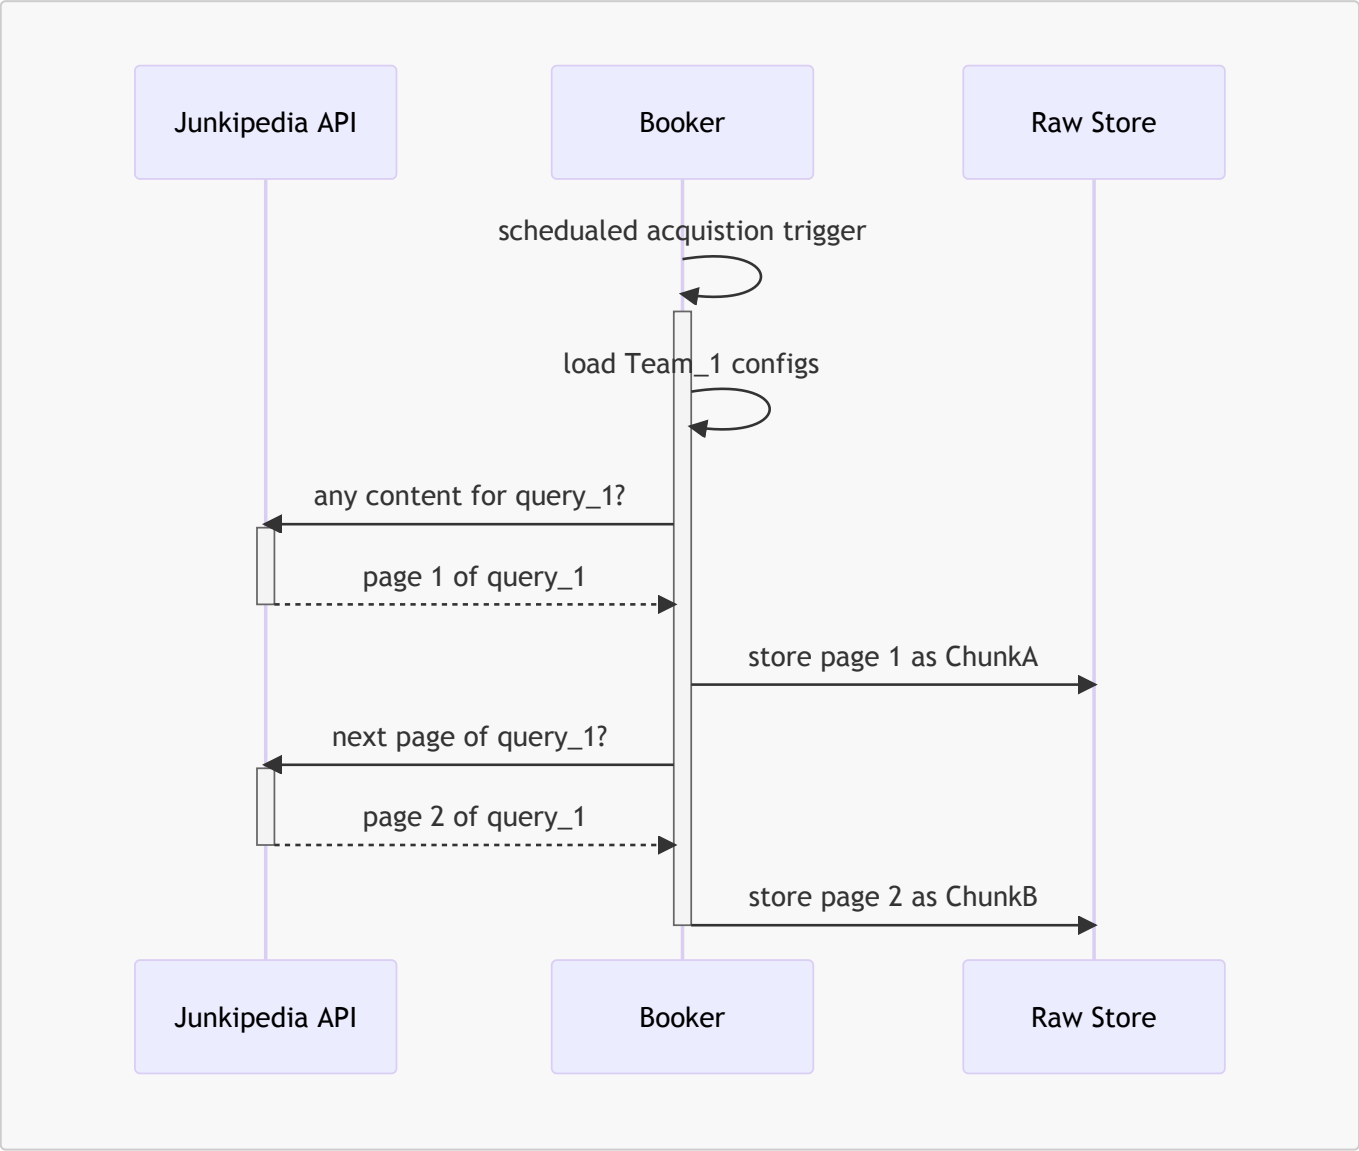 Junkipedia API
Booker
Raw Store
schedualed acquistion trigger
load Team_1 configs
any content for query_1?
page 1 of query_1
store page 1 as ChunkA
next page of query_1?
page 2 of query_1
store page 2 as ChunkB
Junkipedia API
Booker
Raw Store